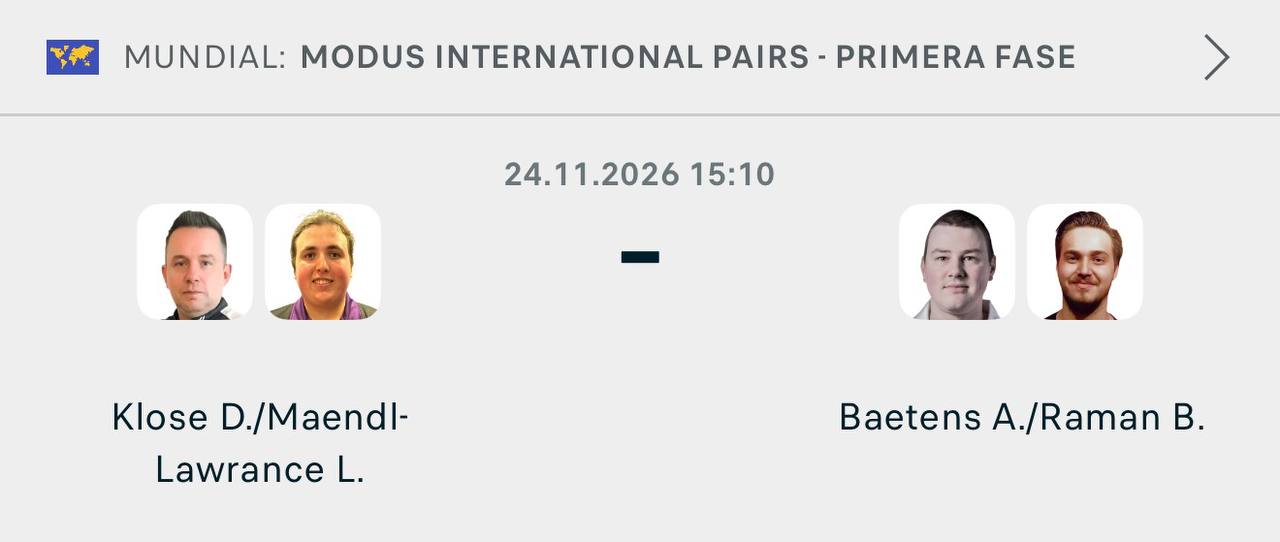 MUNDIAL: MODUS INTERNATIONAL PAIRS - PRIMERA FASE
24.11.2026 15:10
-
Klose D./Maendl-
Lawrance L.
Baetens A./Raman B.